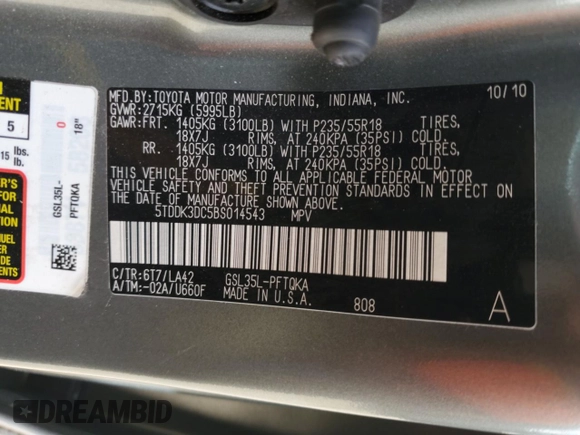 MFD.BY:TOYOTA MOTOR MANUFACTURING, INDIANA, INC. 10/10
GVWR:2715KG (5995LB)
GAWR:FRT. 1405KG (3100LB) WITH P235/55R18 TIRES,
18X7J RIMS, AT 240KPA (35PSI) COLD.
RR. 1405KG (3100LB) WITH P235/55R18 TIRES,
18X7J RIMS, AT 240KPA (35PSI) COLD.
THIS VEHICLE CONFORMS TO ALL APPLICABLE FEDERAL MOTOR
VEHICLE SAFETY AND THEFT PREVENTION STANDARDS IN EFFECT
ON THE DATE OF MANUFACTURE SHOWN ABOVE.
5TDDK3DC5BS014543 MPV
C/TR:6T7/LA42 GSL35L-PFTQKA
A/TM:-02A/U660F MADE IN U.S.A. 808 A
5
15 lbs.
lb.
GSL35L-
PFTQKA
0
18"
DREAMBID